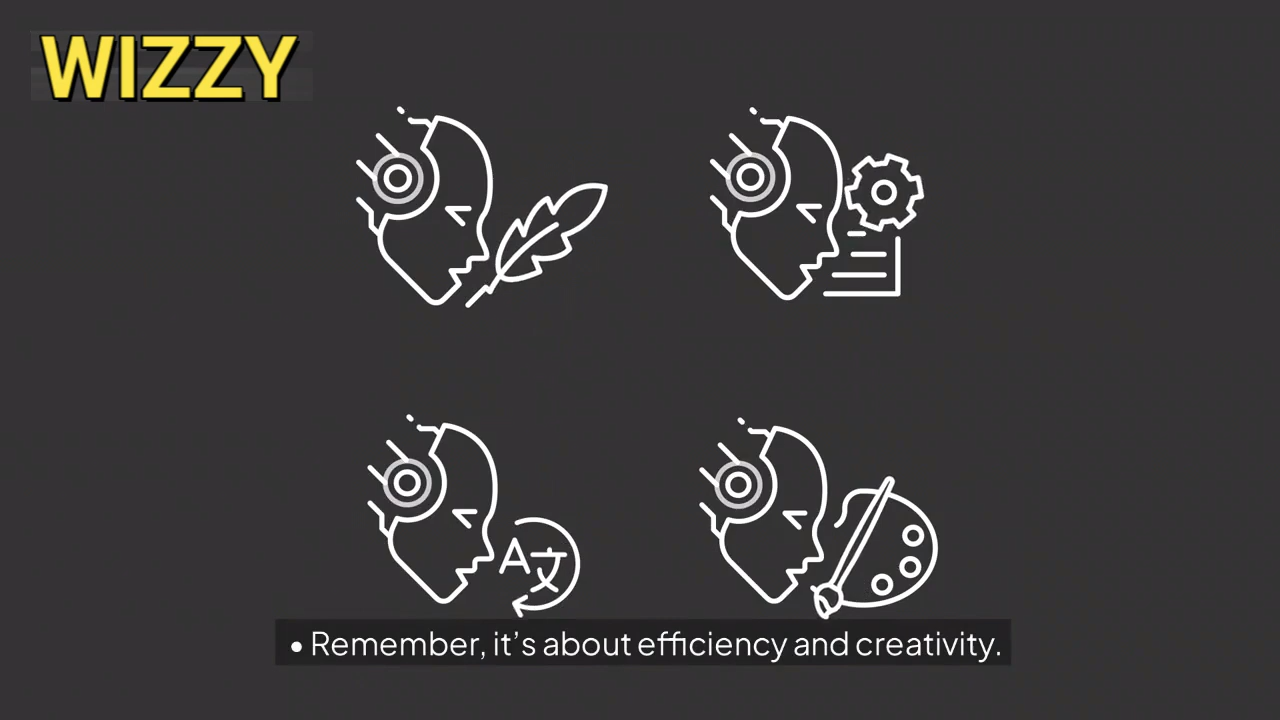 WIZZY
A文
• Remember, it's about efficiency and creativity.